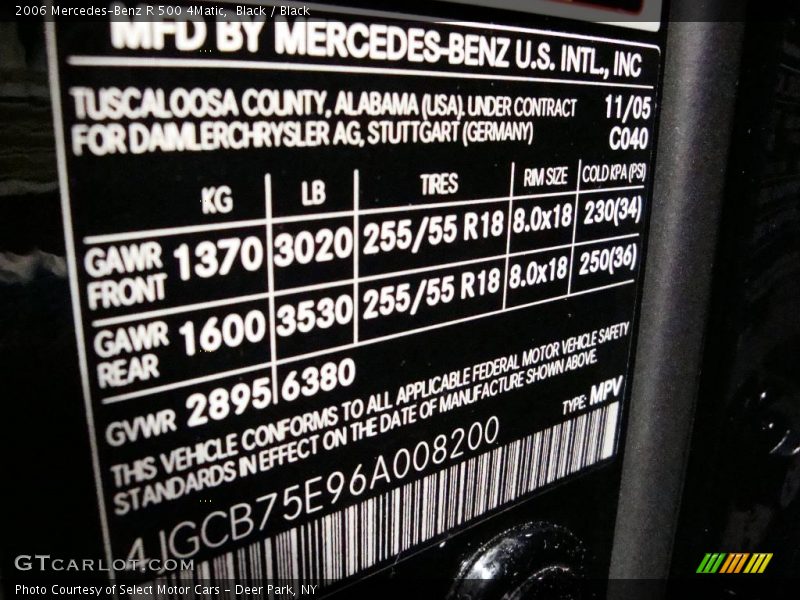 2006 Mercedes-Benz R 500 4Matic, Black / Black
MFD BY MERCEDES-BENZ U.S. INTL., INC
TUSCALOOSA COUNTY, ALABAMA (USA). UNDER CONTRACT 11/05
FOR DAIMLERCHRYSLER AG, STUTTGART (GERMANY) C040
KG LB TIRES RIM SIZE COLD KPA (PSI)
GAWR FRONT 1370 3020 255/55 R18 8.0x18 230(34)
GAWR REAR 1600 3530 255/55 R18 8.0x18 250(36)
GVWR 2895 6380
THIS VEHICLE CONFORMS TO ALL APPLICABLE FEDERAL MOTOR VEHICLE SAFETY
STANDARDS IN EFFECT ON THE DATE OF MANUFACTURE SHOWN ABOVE.
TYPE: MPV
4JGCB75E96A008200
GTCARLOT.COM
Photo Courtesy of Select Motor Cars - Deer Park, NY